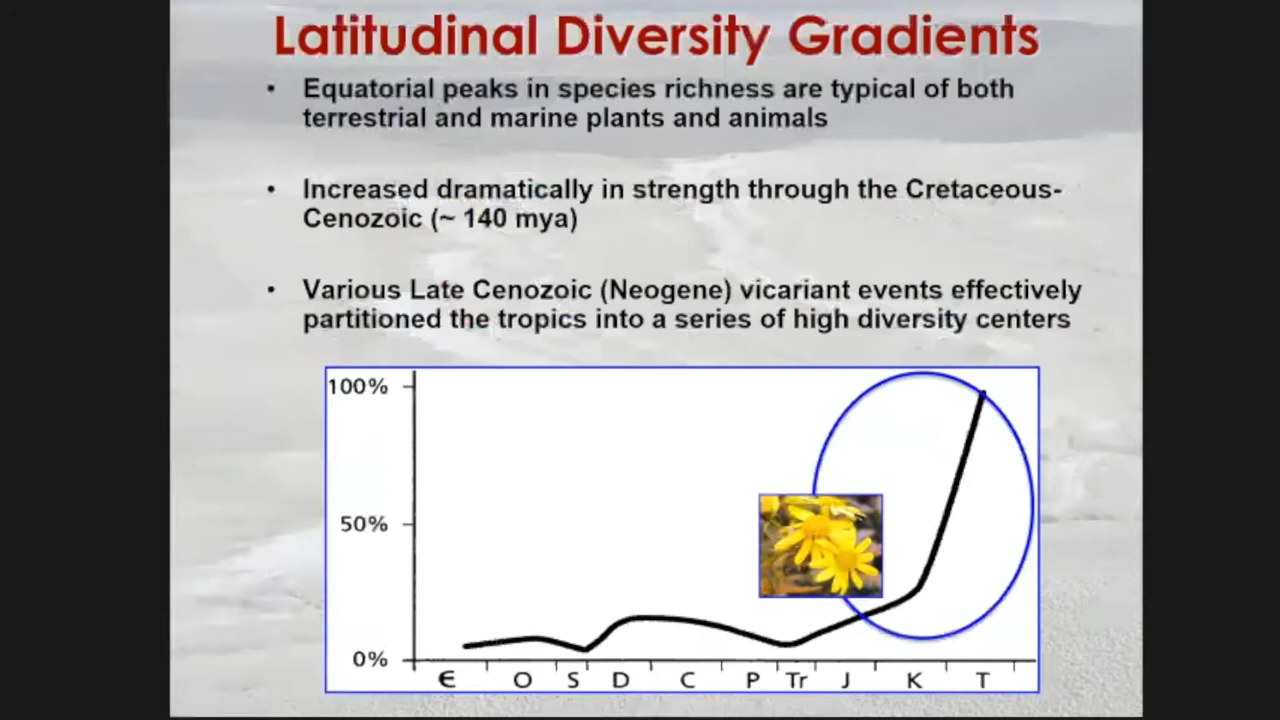 Latitudinal Diversity Gradients
• Equatorial peaks in species richness are typical of both
terrestrial and marine plants and animals
• Increased dramatically in strength through the Cretaceous-
Cenozoic (~ 140 mya)
• Various Late Cenozoic (Neogene) vicariant events effectively
partitioned the tropics into a series of high diversity centers
100%
50%
0%
Є O S D C P Tr J K T